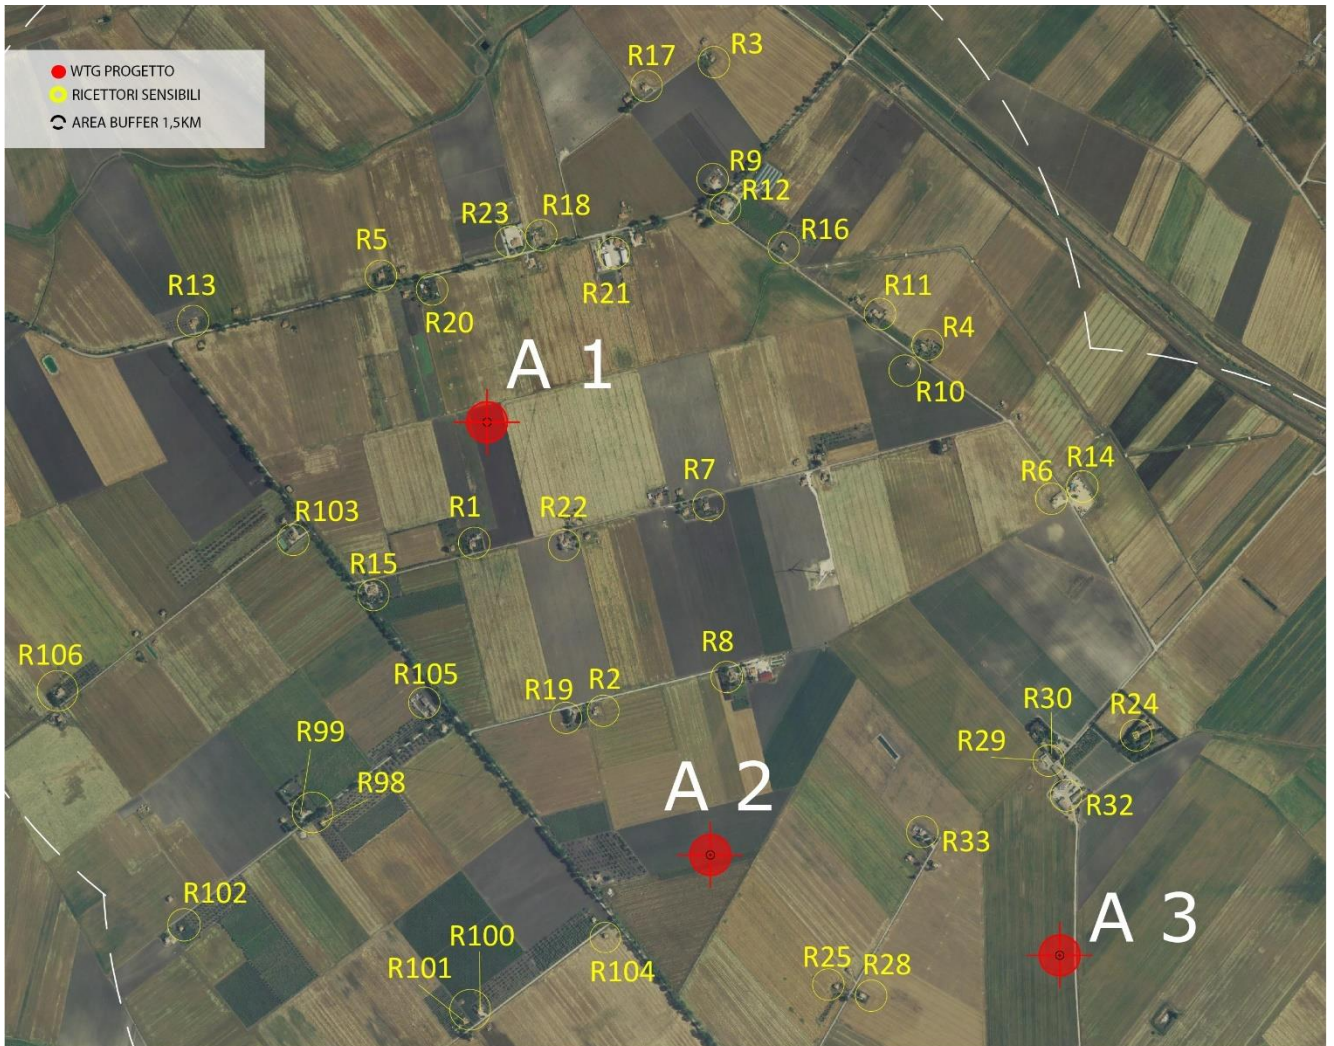 WTG PROGETTO
RICETTORI SENSIBILI
AREA BUFFER 1,5KM
R3
R17
R9
R12
R18
R23
R16
R5
R21
R13
R20
R11
R4
R10
A 1
R14
R6
R7
R1
R22
R103
R15
R106
R105
R8
R19
R2
R30
R24
R29
R99
R98
A 2
R32
R33
R102
A 3
R100
R101
R104
R25
R28